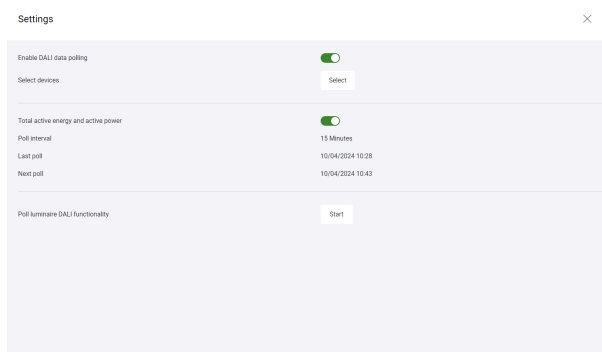 Settings
Enable DALI data polling
Select devices Select
Total active energy and active power
Poll interval 15 Minutes
Last poll 10/04/2024 10:28
Next poll 10/04/2024 10:43
Poll luminaire DALI functionality Start